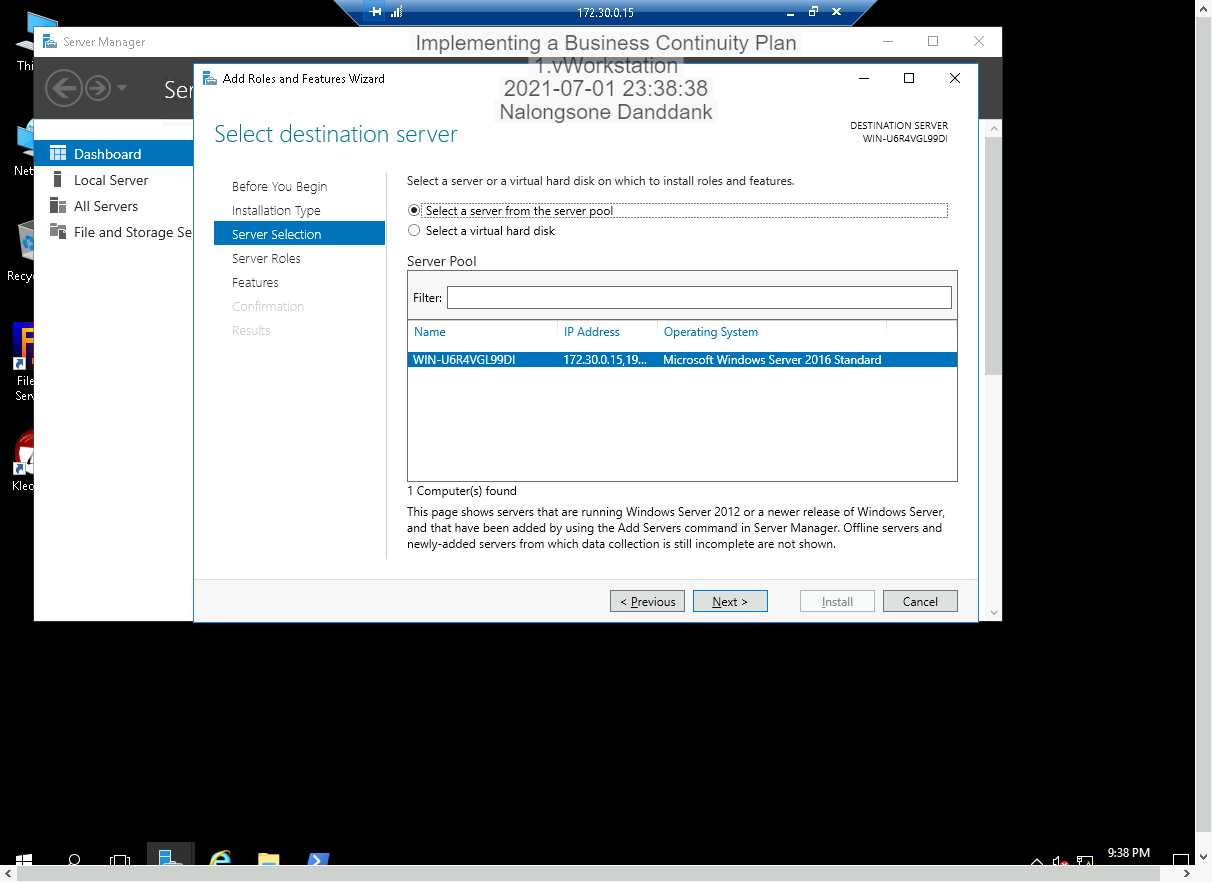 172.30.0.15
Server Manager
Implementing a Business Continuity Plan
1.vWorkstation
2021-07-01 23:38:38
Nalongsone Danddank
Add Roles and Features Wizard
Select destination server
DESTINATION SERVER
WIN-U6R4VGL99DI
Dashboard
Local Server
All Servers
File and Storage Se
Before You Begin
Installation Type
Server Selection
Server Roles
Features
Confirmation
Results
Select a server or a virtual hard disk on which to install roles and features.
Select a server from the server pool
Select a virtual hard disk
Server Pool
Filter:
Name IP Address Operating System
WIN-U6R4VGL99DI 172.30.0.15,19... Microsoft Windows Server 2016 Standard
1 Computer(s) found
This page shows servers that are running Windows Server 2012 or a newer release of Windows Server,
and that have been added by using the Add Servers command in Server Manager. Offline servers and
newly-added servers from which data collection is still incomplete are not shown.
< Previous
Next >
Install
Cancel
Thi
Net
Recy
File
Serv
Kleo
Ser
9:38 PM